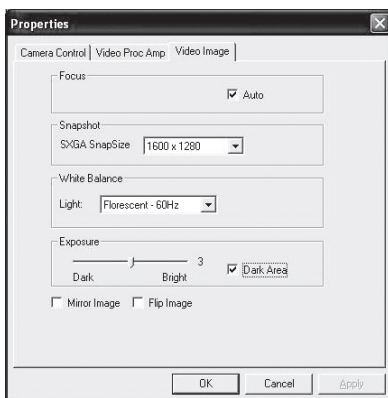 Properties
Camera Control Video Proc Amp Video Image
Focus
Auto
Snapshot
SXGA SnapSize 1600 x 1280
White Balance
Light: Florescent - 60Hz
Exposure
3
Dark Bright Dark Area
Mirror Image Flip Image
OK Cancel Apply